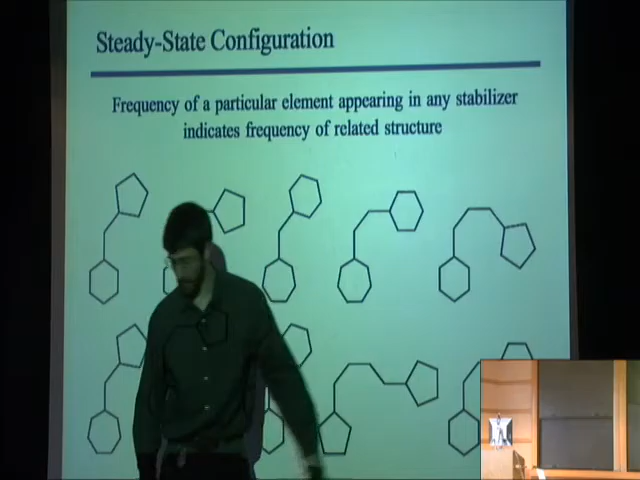 Steady-State Configuration
Frequency of a particular element appearing in any stabilizer
indicates frequency of related structure